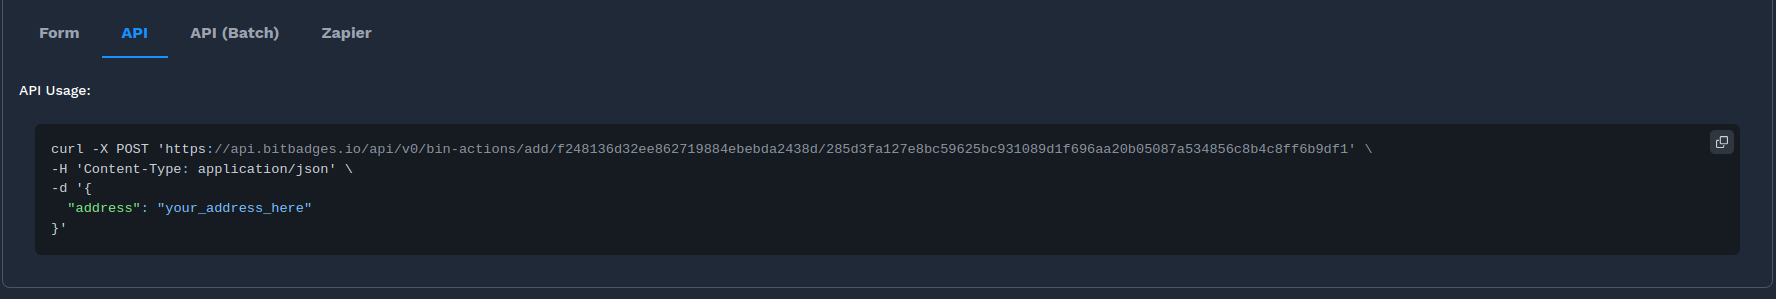 Form API API (Batch) Zapier
API Usage:
curl -X POST 'https://api.bitbadges.io/api/v0/bin-actions/add/f248136d32ee862719884ebebda2438d/285d3fa127e8bc59625bc931089d1f696aa20b05087a534856c8b4c8ff6b9df1' \
-H 'Content-Type: application/json' \
-d '{
  "address": "your_address_here"
}'